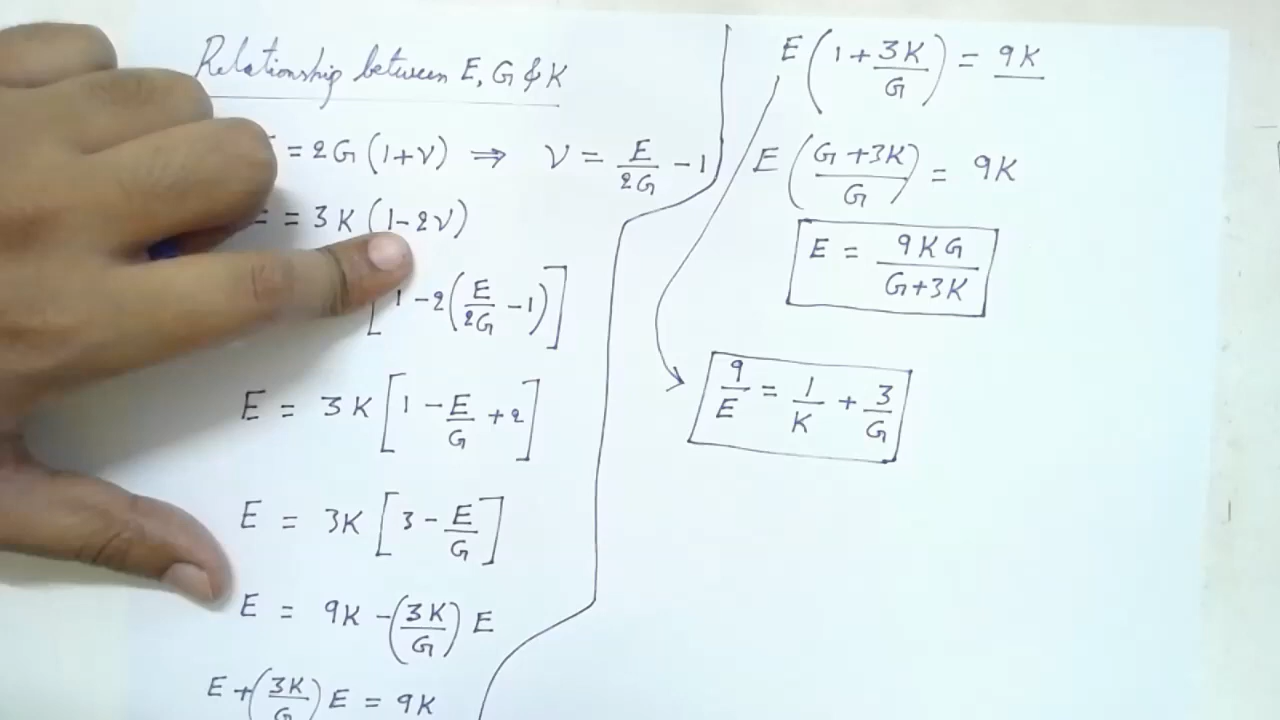 Relationship between E, G & K
= 2G (1+ν) ⇒ ν = E/2G - 1
= 3K (1-2ν)
[1 - 2(E/2G - 1)]
E = 3K [1 - E/G + 2]
E = 3K [3 - E/G]
E = 9K - (3K/G) E
E + (3K/G) E = 9K
E (1 + 3K/G) = 9K
E (G+3K/G) = 9K
E = 9KG/G+3K
9/E = 1/K + 3/G